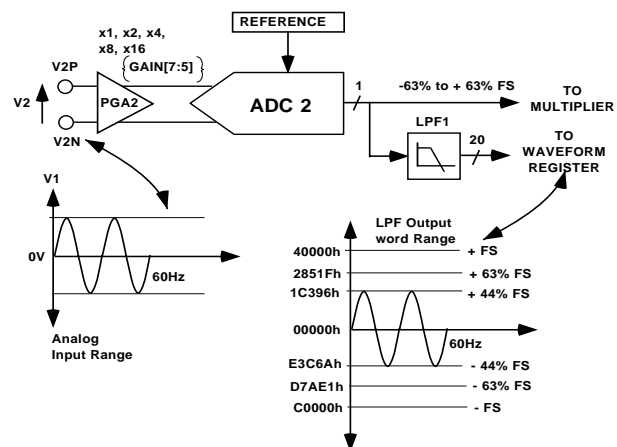 REFERENCE
x1, x2, x4,
x8, x16
{GAIN[7:5]}
V2P
V2
PGA2
V2N
ADC 2
1
-63% to + 63% FS
TO
MULTIPLIER
LPF1
20
TO
WAVEFORM
REGISTER
V1
0V
60Hz
Analog
Input Range
LPF Output
word Range
40000h + FS
2851Fh + 63% FS
1C396h + 44% FS
00000h
60Hz
E3C6Ah - 44% FS
D7AE1h - 63% FS
C0000h - FS